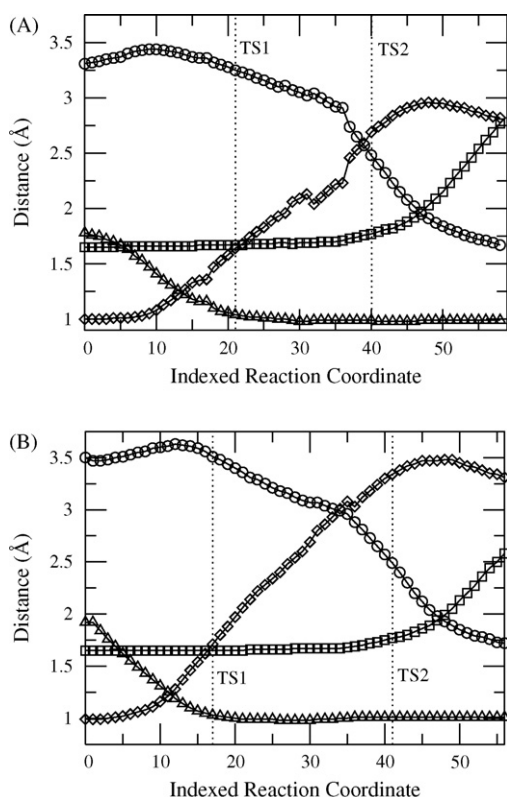 (A)
TS1
TS2
3.5
3
2.5
2
1.5
1
Distance (Å)
0 10 20 30 40 50
Indexed Reaction Coordinate
(B)
3.5
3
2.5
2
1.5
1
Distance (Å)
TS1
TS2
0 10 20 30 40 50
Indexed Reaction Coordinate